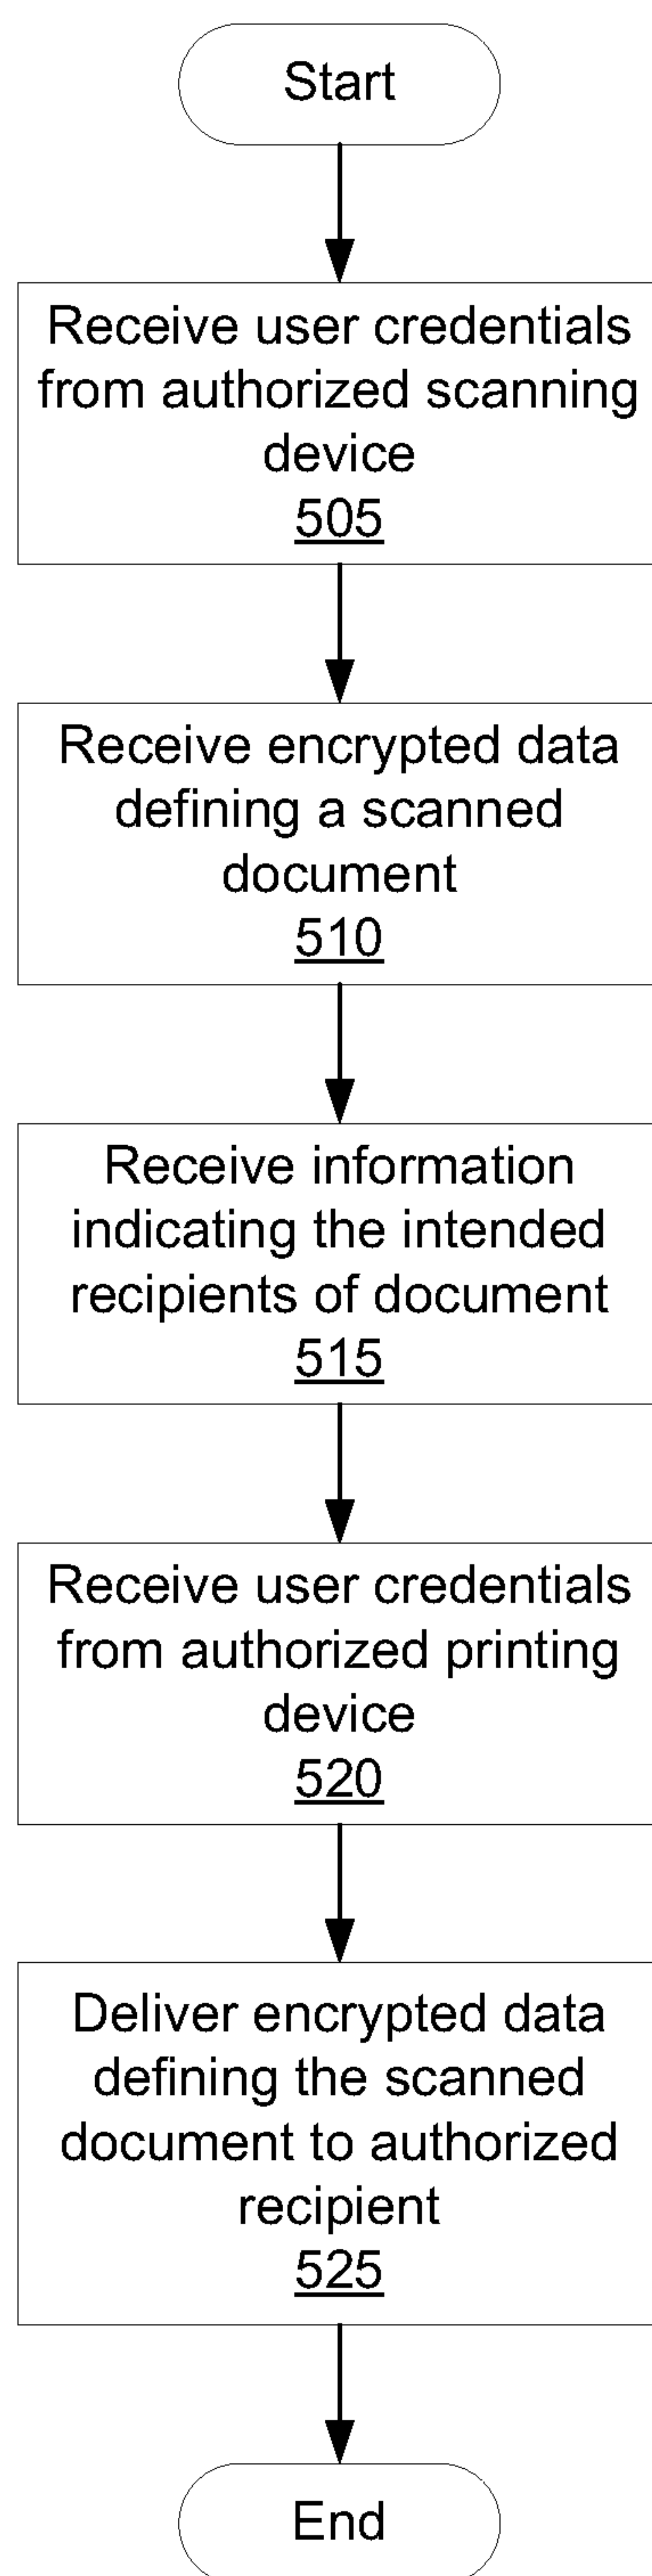 Start
Receive user credentials
from authorized scanning
device
505
Receive encrypted data
defining a scanned
document
510
Receive information
indicating the intended
recipients of document
515
Receive user credentials
from authorized printing
device
520
Deliver encrypted data
defining the scanned
document to authorized
recipient
525
End